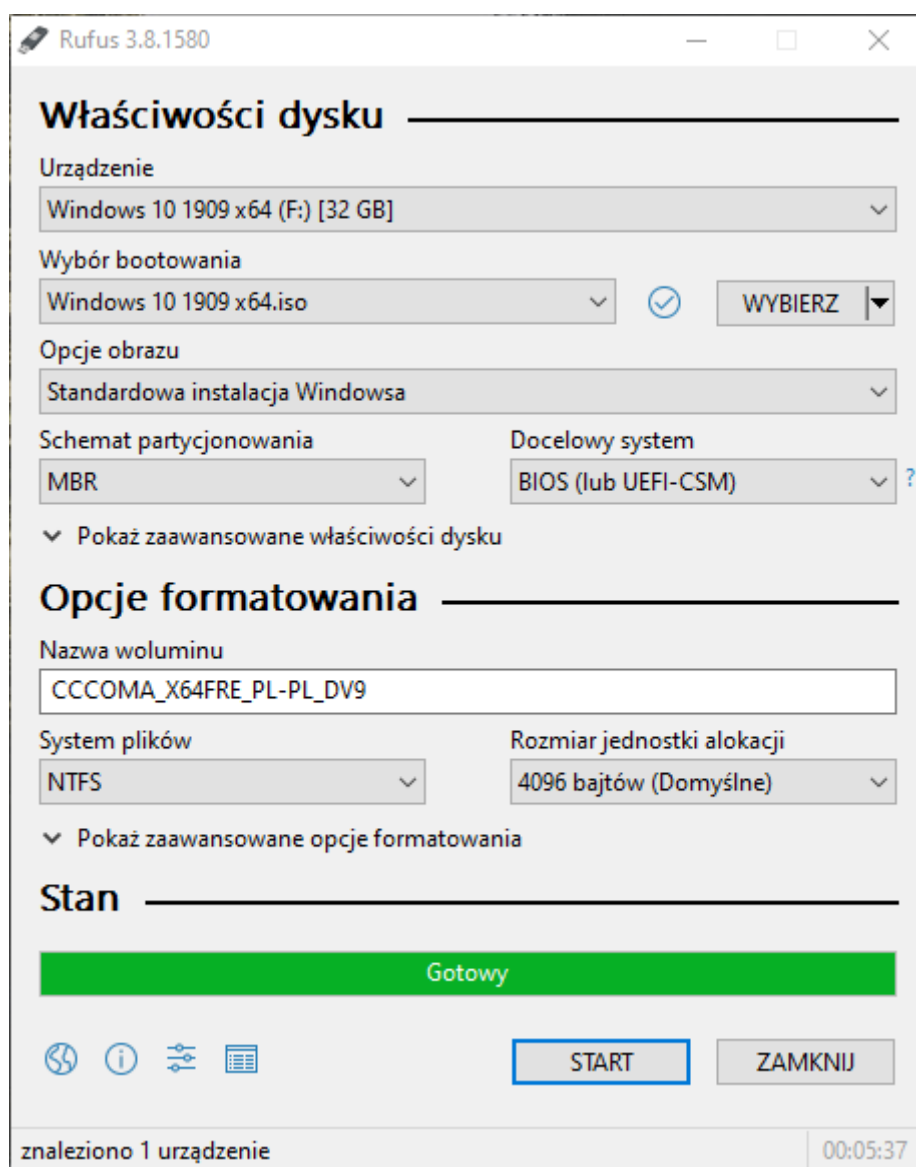 Rufus 3.8.1580
Właściwości dysku
Urządzenie
Windows 10 1909 x64 (F:) [32 GB]
Wybór bootowania
Windows 10 1909 x64.iso
WYBIERZ
Opcje obrazu
Standardowa instalacja Windowsa
Schemat partycjonowania
Docelowy system
MBR
BIOS (lub UEFI-CSM)
?
Pokaż zaawansowane właściwości dysku
Opcje formatowania
Nazwa woluminu
CCCOMA_X64FRE_PL-PL_DV9
System plików
Rozmiar jednostki alokacji
NTFS
4096 bajtów (Domyślne)
Pokaż zaawansowane opcje formatowania
Stan
Gotowy
START
ZAMKNIJ
znaleziono 1 urządzenie
00:05:37